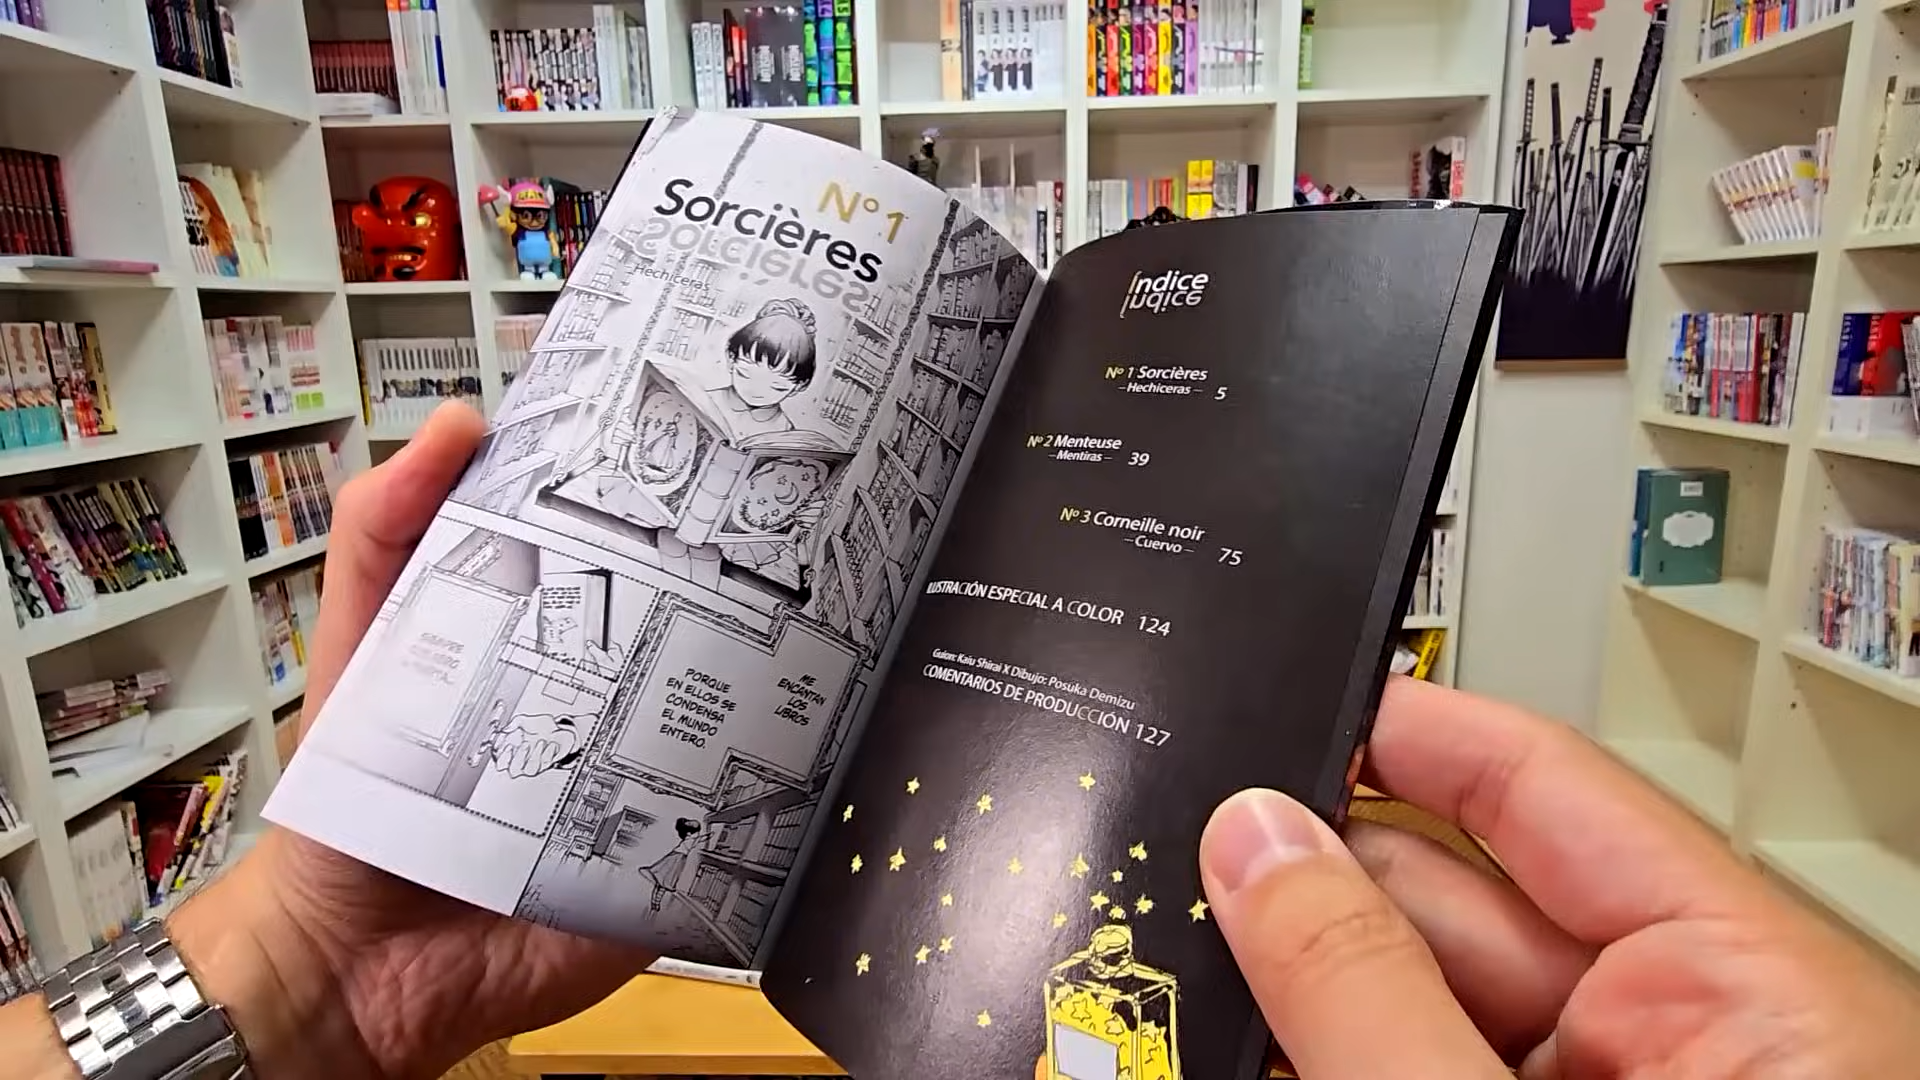 Nº 1
Sorcières
Hechiceras
ME
ENCANTAN
LOS
LIBROS
PORQUE
EN ELLOS SE
CONDENSA
EL MUNDO
ENTERO.
Índice
Nº 1 Sorcières
—Hechiceras— 5
Nº 2 Menteuse
—Mentiras— 39
Nº 3 Corneille noir
—Cuervo— 75
ILUSTRACIÓN ESPECIAL A COLOR 124
Guion: Kaiu Shirai X Dibujo: Posuka Demizu
COMENTARIOS DE PRODUCCIÓN 127